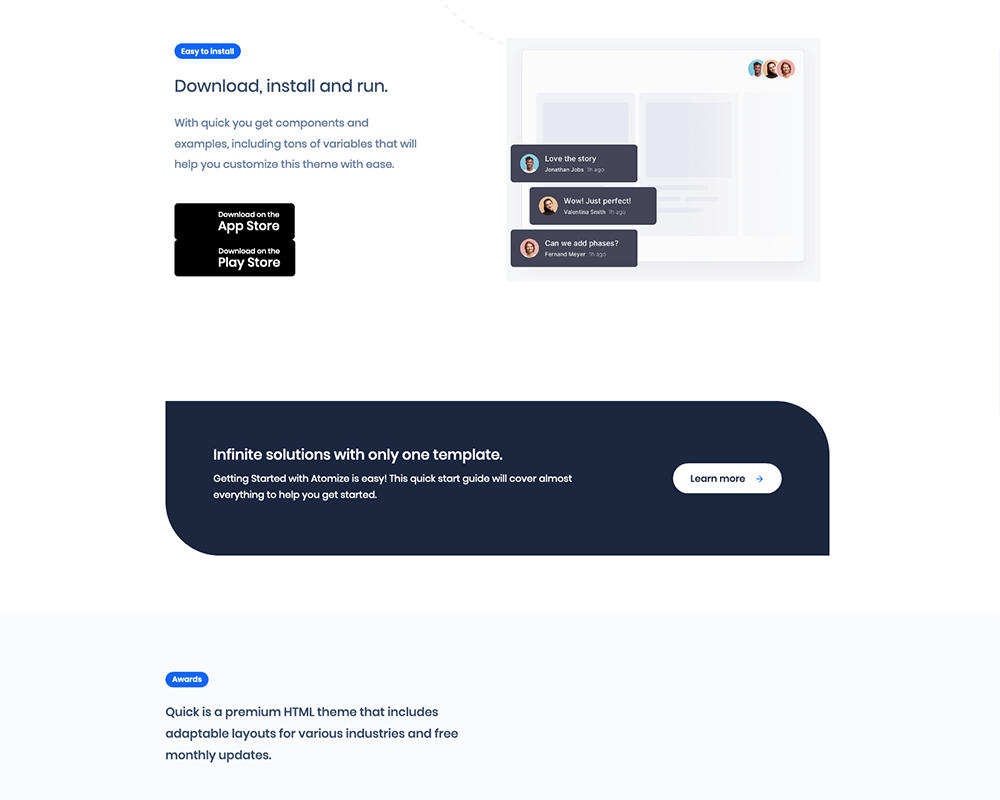 Easy to install
Download, install and run.
With quick you get components and
examples, including tons of variables that will
help you customize this theme with ease.
Download on the
App Store
Download on the
Play Store
Love the story
Jonathan Jobs 1h ago
Wow! Just perfect!
Valentina Smith 1h ago
Can we add phases?
Fernand Meyer 1h ago
Infinite solutions with only one template.
Getting Started with Atomize is easy! This quick start guide will cover almost
everything to help you get started.
Learn more
Awards
Quick is a premium HTML theme that includes
adaptable layouts for various industries and free
monthly updates.